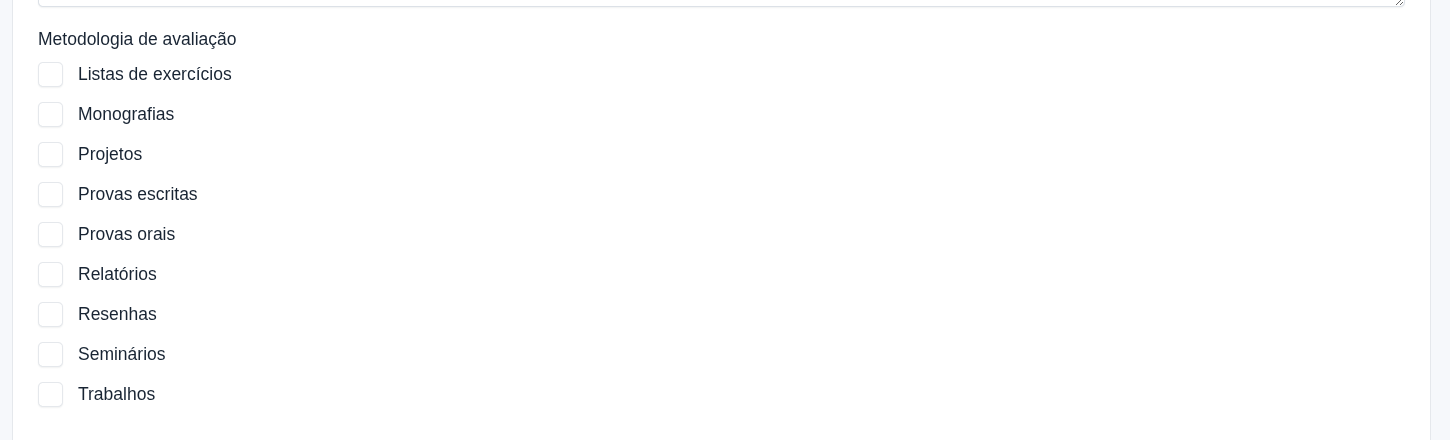 Metodologia de avaliação
Listas de exercícios
Monografias
Projetos
Provas escritas
Provas orais
Relatórios
Resenhas
Seminários
Trabalhos